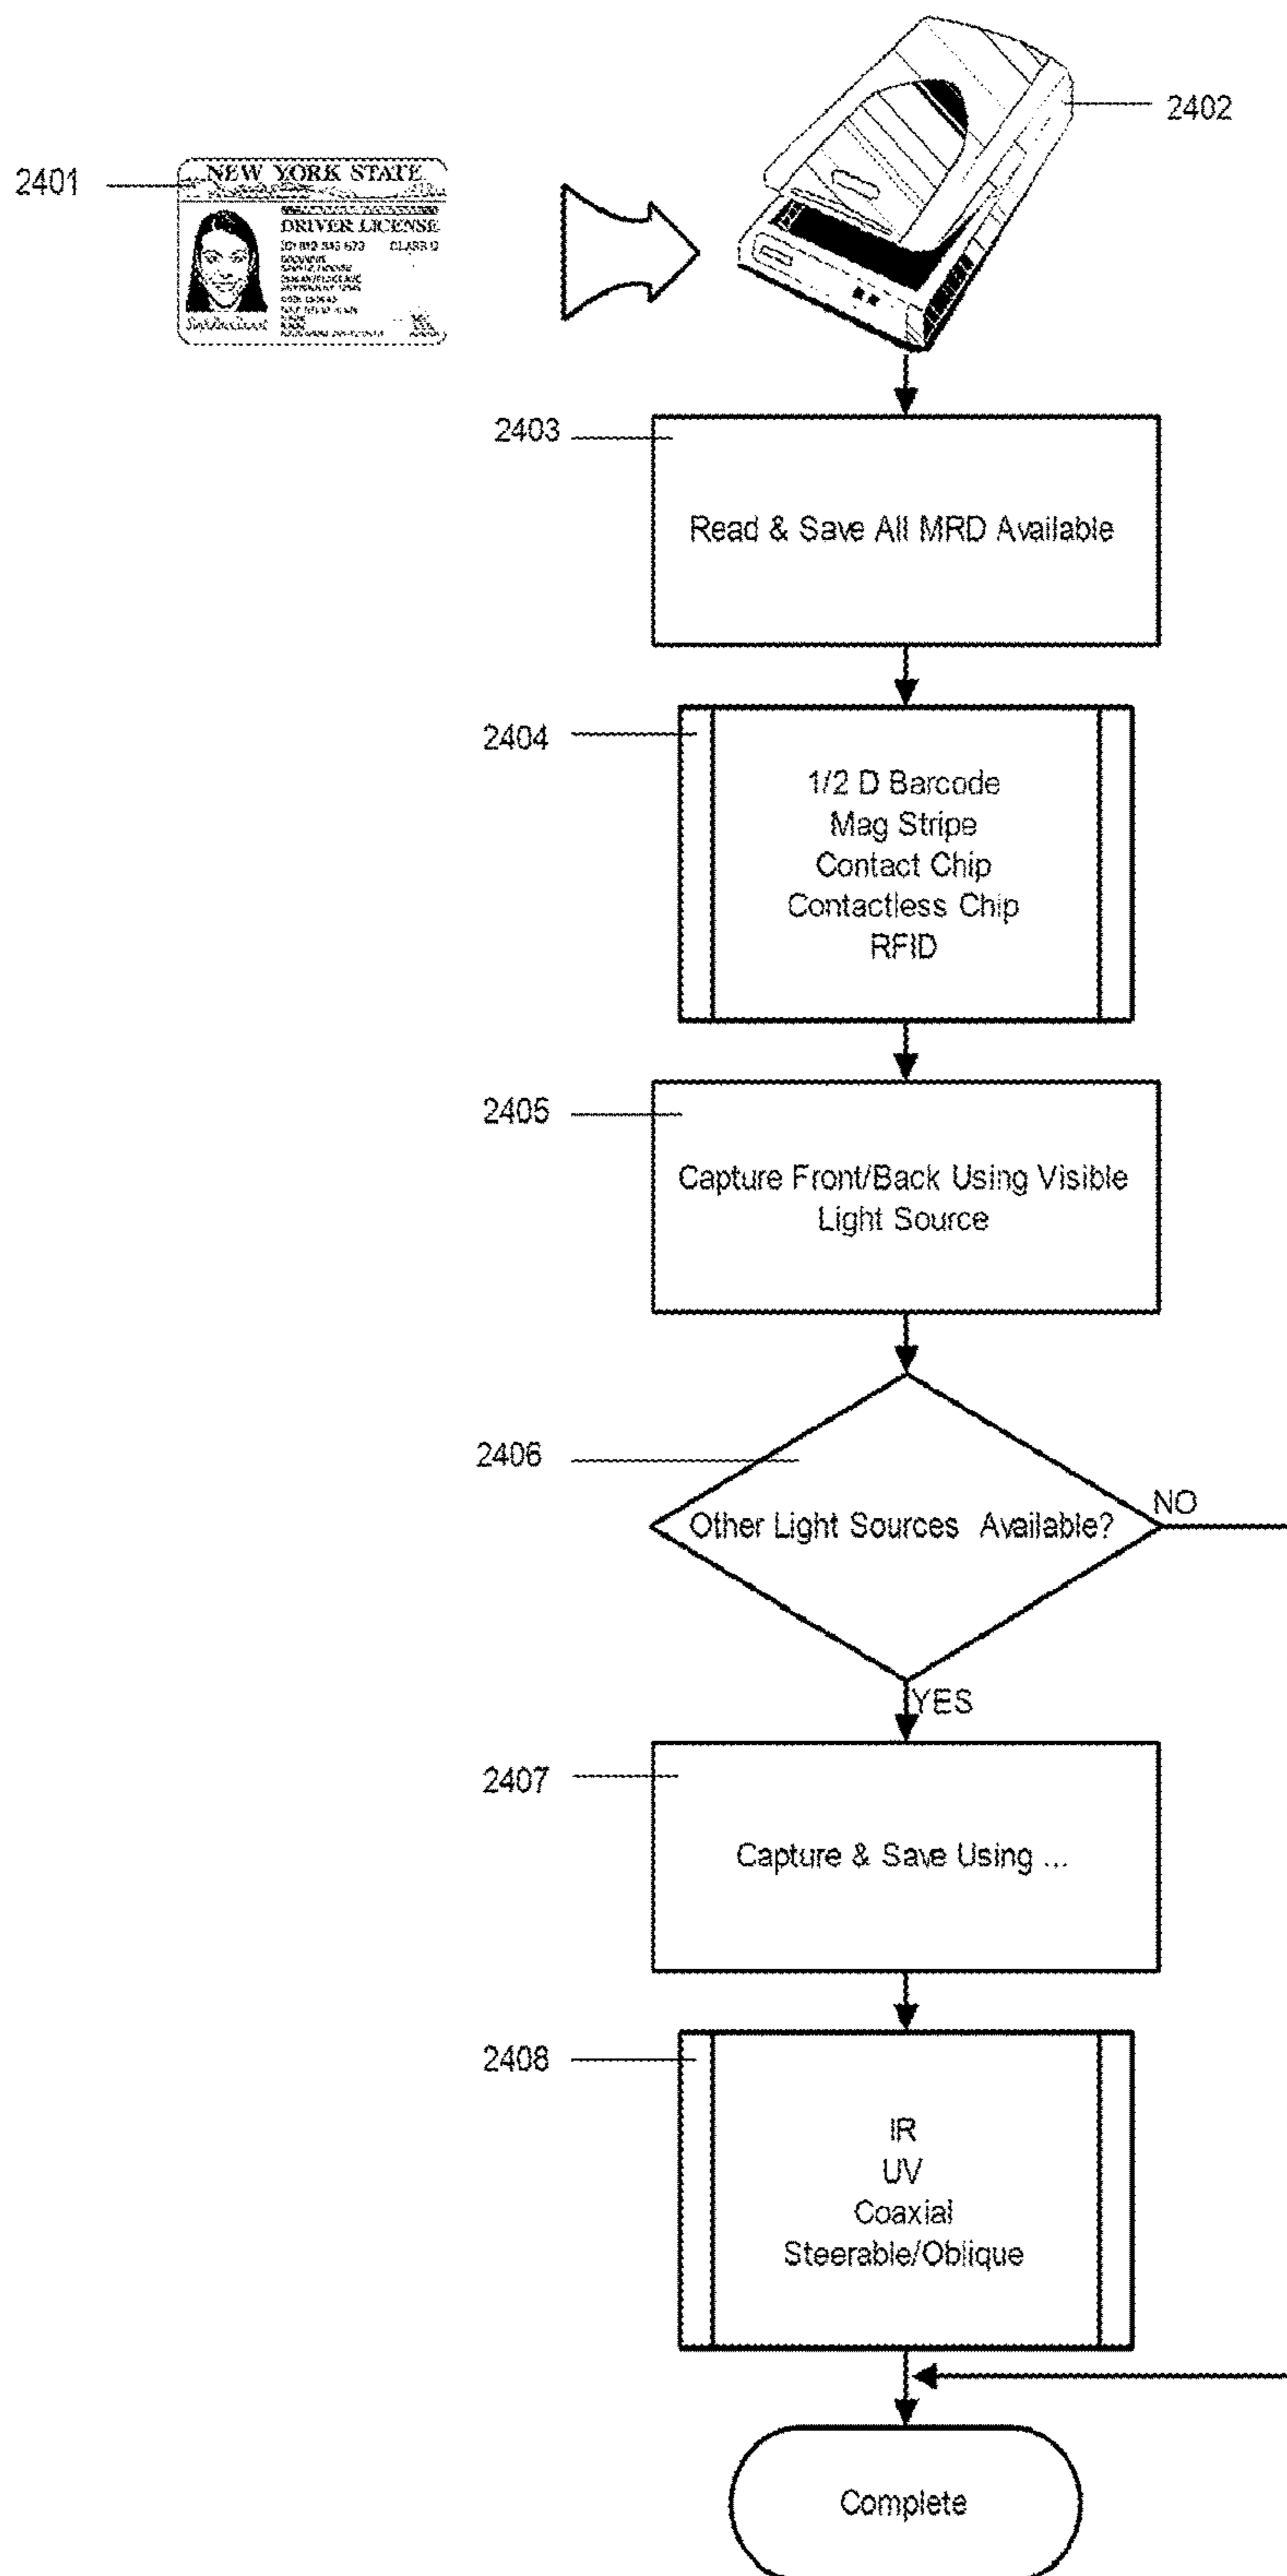 2401
2402
NEW YORK STATE
DRIVER LICENSE
CLASS D
2403
Read & Save All MRD Available
2404
1/2 D Barcode
Mag Stripe
Contact Chip
Contactless Chip
RFID
2405
Capture Front/Back Using Visible
Light Source
2406
Other Light Sources Available?
NO
YES
2407
Capture & Save Using ...
2408
IR
UV
Coaxial
Steerable/Oblique
Complete